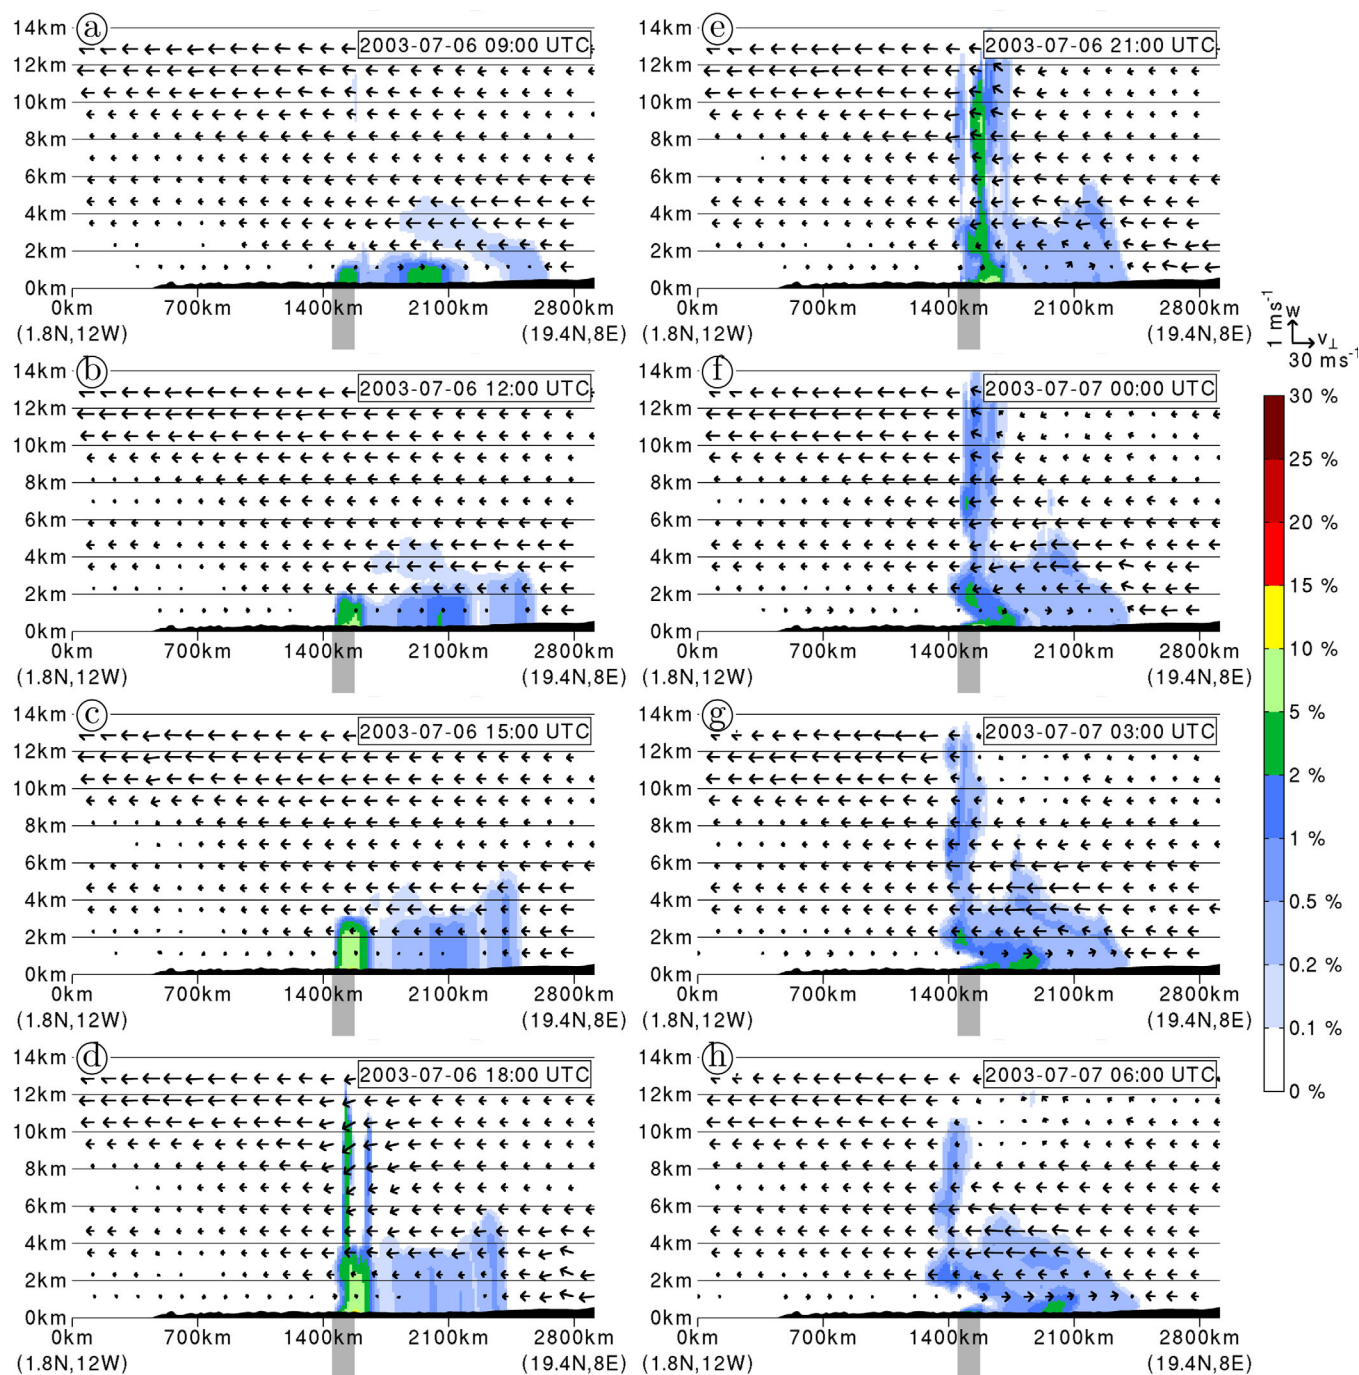 a
2003-07-06 09:00 UTC
14km
12km
10km
8km
6km
4km
2km
0km
0km 700km 1400km 2100km 2800km
(1.8N,12W) (19.4N,8E)
b
2003-07-06 12:00 UTC
14km
12km
10km
8km
6km
4km
2km
0km
0km 700km 1400km 2100km 2800km
(1.8N,12W) (19.4N,8E)
c
2003-07-06 15:00 UTC
14km
12km
10km
8km
6km
4km
2km
0km
0km 700km 1400km 2100km 2800km
(1.8N,12W) (19.4N,8E)
d
2003-07-06 18:00 UTC
14km
12km
10km
8km
6km
4km
2km
0km
0km 700km 1400km 2100km 2800km
(1.8N,12W) (19.4N,8E)
e
2003-07-06 21:00 UTC
14km
12km
10km
8km
6km
4km
2km
0km
0km 700km 1400km 2100km 2800km
(1.8N,12W) (19.4N,8E)
f
2003-07-07 00:00 UTC
14km
12km
10km
8km
6km
4km
2km
0km
0km 700km 1400km 2100km 2800km
(1.8N,12W) (19.4N,8E)
g
2003-07-07 03:00 UTC
14km
12km
10km
8km
6km
4km
2km
0km
0km 700km 1400km 2100km 2800km
(1.8N,12W) (19.4N,8E)
h
2003-07-07 06:00 UTC
14km
12km
10km
8km
6km
4km
2km
0km
0km 700km 1400km 2100km 2800km
(1.8N,12W) (19.4N,8E)
1 ms⁻¹
w
v⊥
30 ms⁻¹
30 %
25 %
20 %
15 %
10 %
5 %
2 %
1 %
0.5 %
0.2 %
0.1 %
0 %